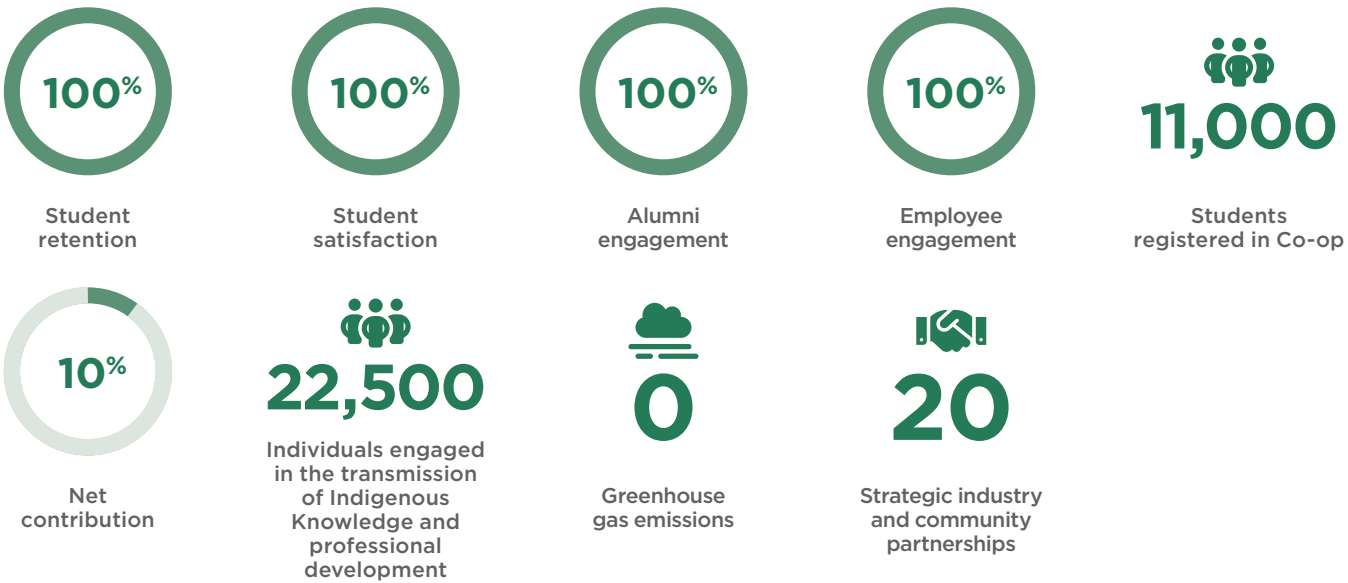 100%
Student
retention
100%
Student
satisfaction
100%
Alumni
engagement
100%
Employee
engagement
11,000
Students
registered in Co-op
10%
Net
contribution
22,500
Individuals engaged
in the transmission
of Indigenous
Knowledge and
professional
development
0
Greenhouse
gas emissions
20
Strategic industry
and community
partnerships